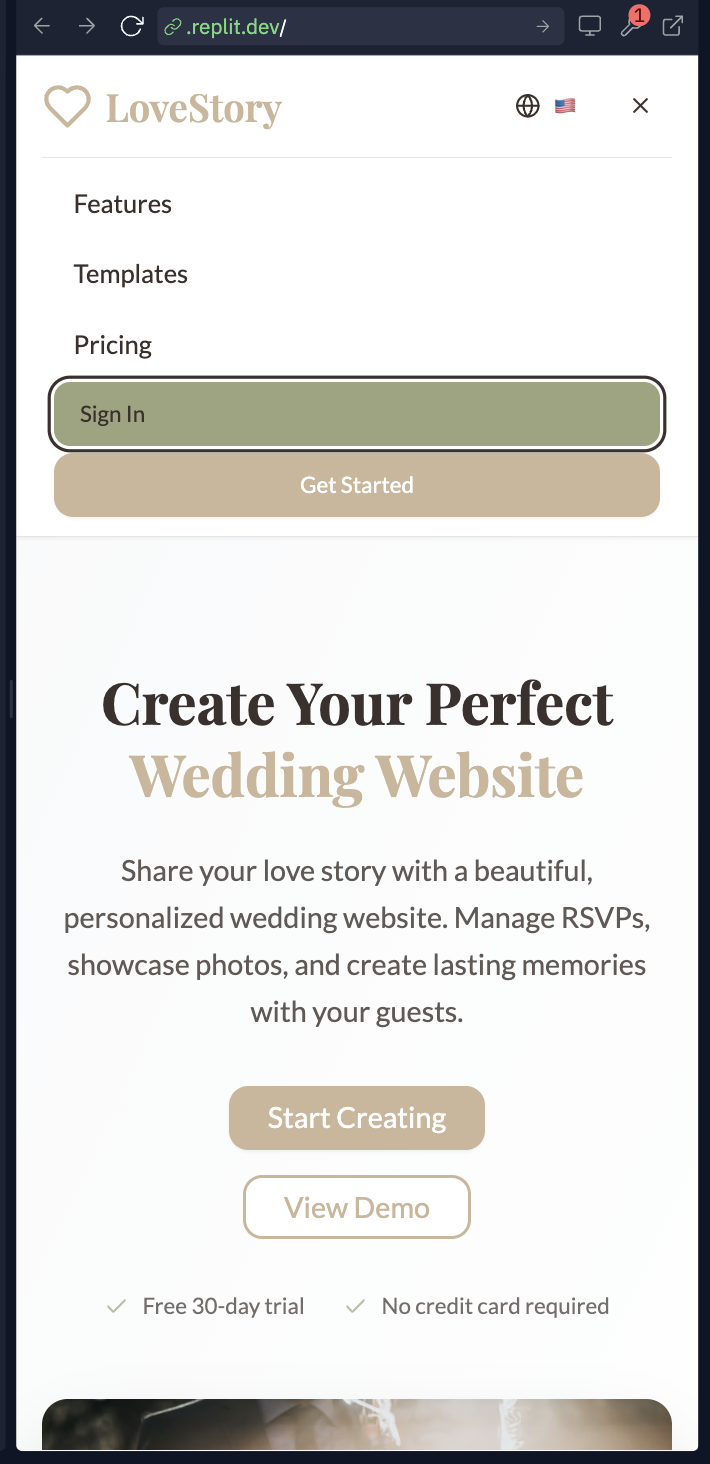 .replit.dev/
1
LoveStory
Features
Templates
Pricing
Sign In
Get Started
Create Your Perfect
Wedding Website
Share your love story with a beautiful,
personalized wedding website. Manage RSVPs,
showcase photos, and create lasting memories
with your guests.
Start Creating
View Demo
Free 30-day trial
No credit card required